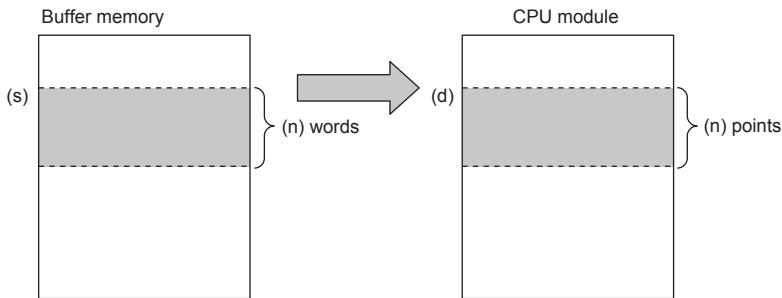 Buffer memory
CPU module
(s)
(d)
(n) words
(n) points